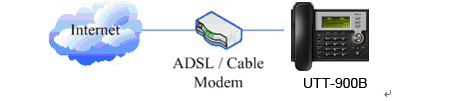 Internet
ADSL / Cable
Modem
UTT-900B